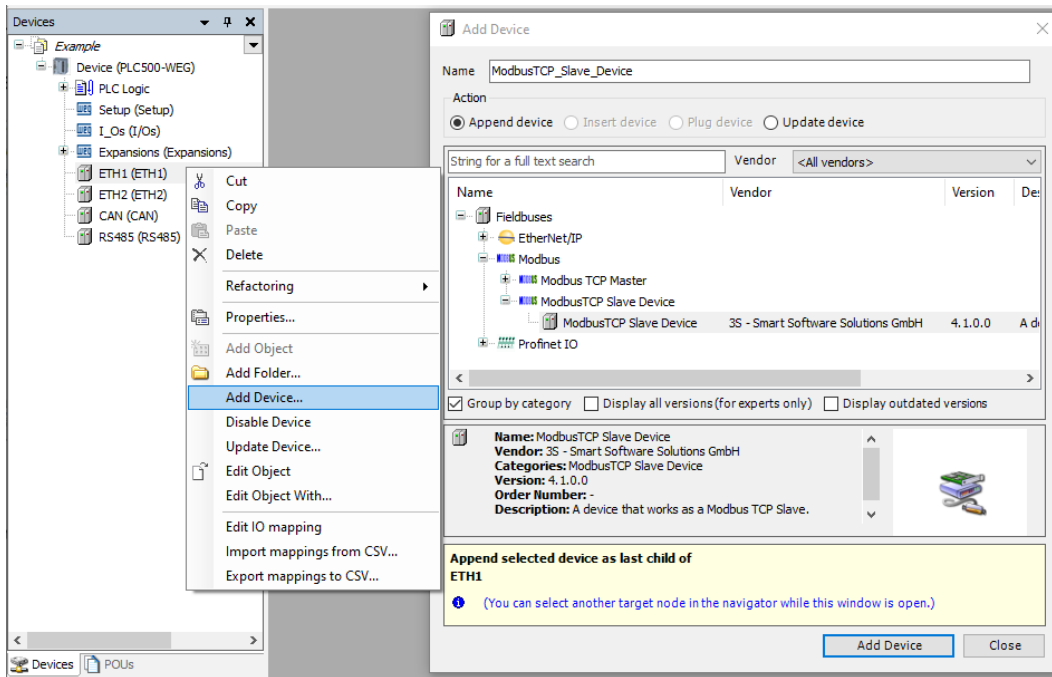 Devices
Example
Device (PLC500-WEG)
PLC Logic
Setup (Setup)
I_Os (I/Os)
Expansions (Expansions)
ETH1 (ETH1)
ETH2 (ETH2)
CAN (CAN)
RS485 (RS485)
Devices
POUs
Cut
Copy
Paste
Delete
Refactoring
Properties...
Add Object
Add Folder...
Add Device...
Disable Device
Update Device...
Edit Object
Edit Object With...
Edit IO mapping
Import mappings from CSV...
Export mappings to CSV...
Add Device
Name ModbusTCP_Slave_Device
Action
Append device Insert device Plug device Update device
String for a full text search Vendor <All vendors>
Name Vendor Version De
Fieldbuses
EtherNet/IP
Modbus
Modbus TCP Master
ModbusTCP Slave Device
ModbusTCP Slave Device 3S - Smart Software Solutions GmbH 4.1.0.0 A d
Profinet IO
Group by category Display all versions (for experts only) Display outdated versions
Name: ModbusTCP Slave Device
Vendor: 3S - Smart Software Solutions GmbH
Categories: ModbusTCP Slave Device
Version: 4.1.0.0
Order Number: -
Description: A device that works as a Modbus TCP Slave.
Append selected device as last child of
ETH1
(You can select another target node in the navigator while this window is open.)
Add Device Close